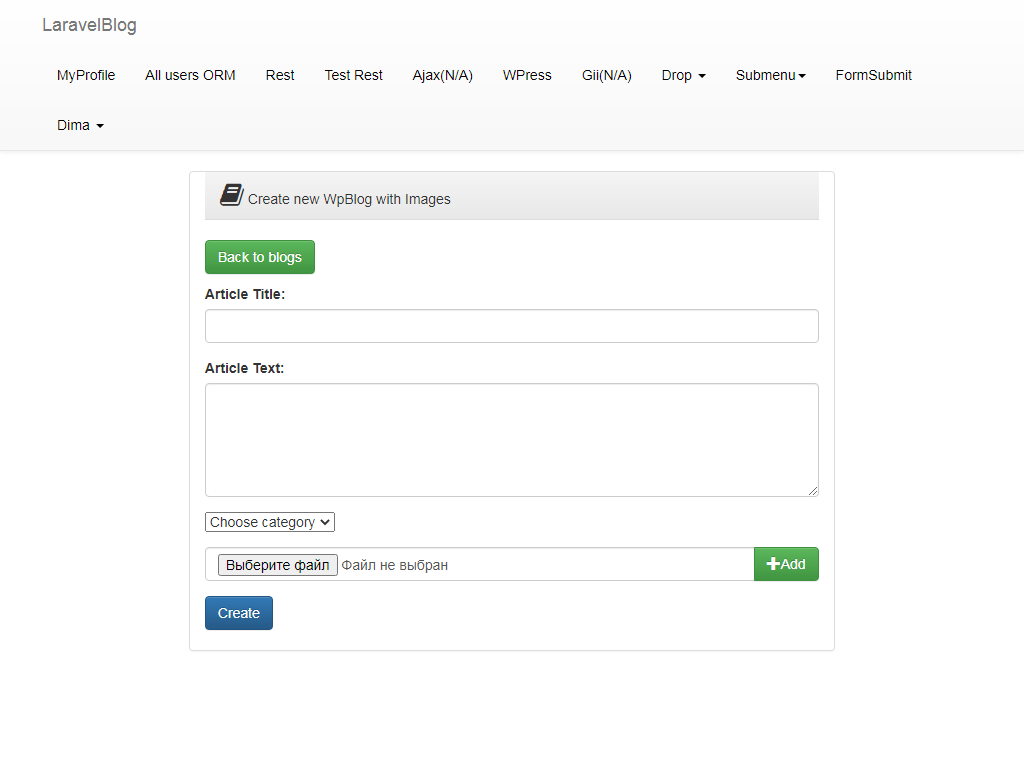 LaravelBlog
MyProfile All users ORM Rest Test Rest Ajax(N/A) WPress Gii(N/A) Drop Submenu FormSubmit
Dima
Create new WpBlog with Images
Back to blogs
Article Title:
Article Text:
Choose category
Выберите файл Файл не выбран Add
Create